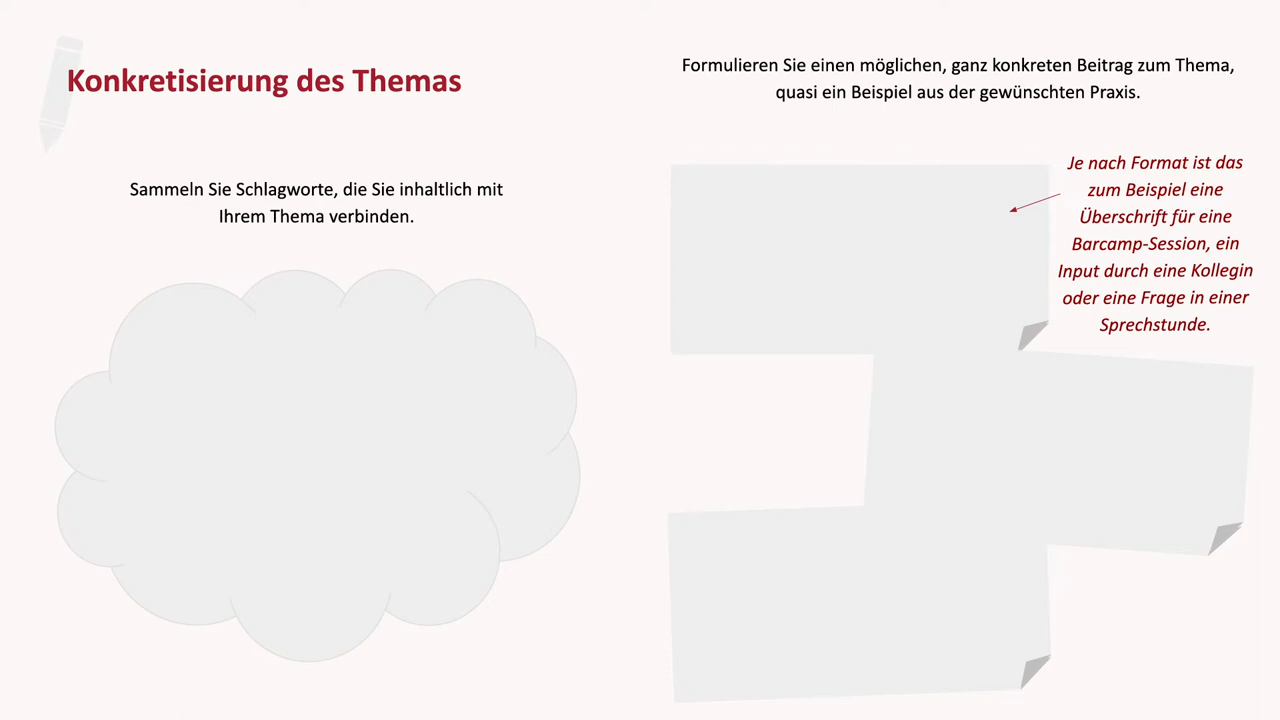 Konkretisierung des Themas
Sammeln Sie Schlagworte, die Sie inhaltlich mit
Ihrem Thema verbinden.
Formulieren Sie einen möglichen, ganz konkreten Beitrag zum Thema,
quasi ein Beispiel aus der gewünschten Praxis.
Je nach Format ist das
zum Beispiel eine
Überschrift für eine
Barcamp-Session, ein
Input durch eine Kollegin
oder eine Frage in einer
Sprechstunde.